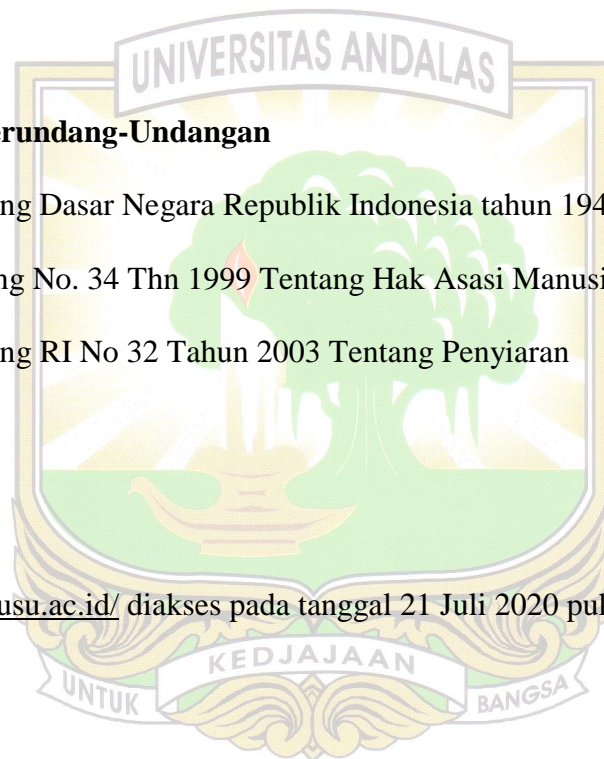 UNIVERSITAS ANDALAS
erundang-Undangan
ng Dasar Negara Republik Indonesia tahun 194
ng No. 34 Thn 1999 Tentang Hak Asasi Manusi
ng RI No 32 Tahun 2003 Tentang Penyiaran
usu.ac.id/ diakses pada tanggal 21 Juli 2020 pul
KEDJAJAAN
UNTUK BANGSA